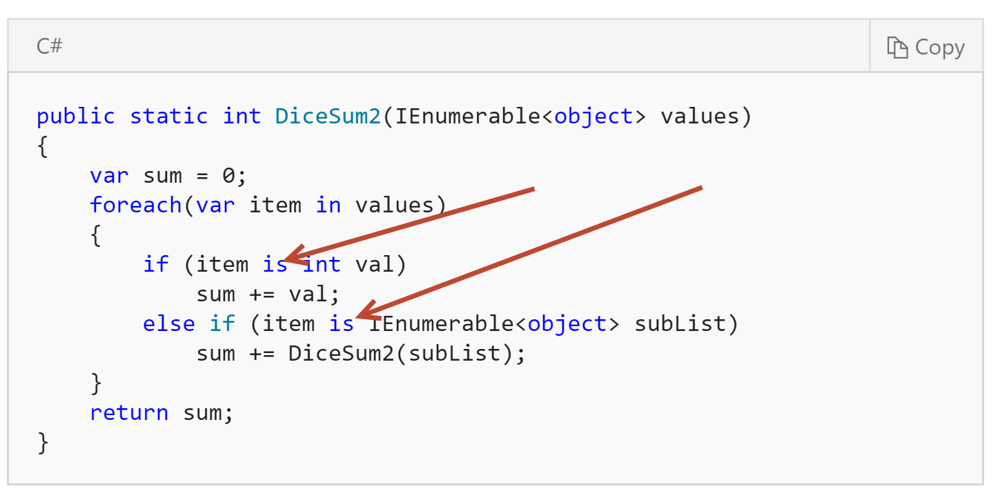 C#
Copy
public static int DiceSum2(IEnumerable<object> values)
{
    var sum = 0;
    foreach(var item in values)
    {
        if (item is int val)
            sum += val;
        else if (item is IEnumerable<object> subList)
            sum += DiceSum2(subList);
    }
    return sum;
}